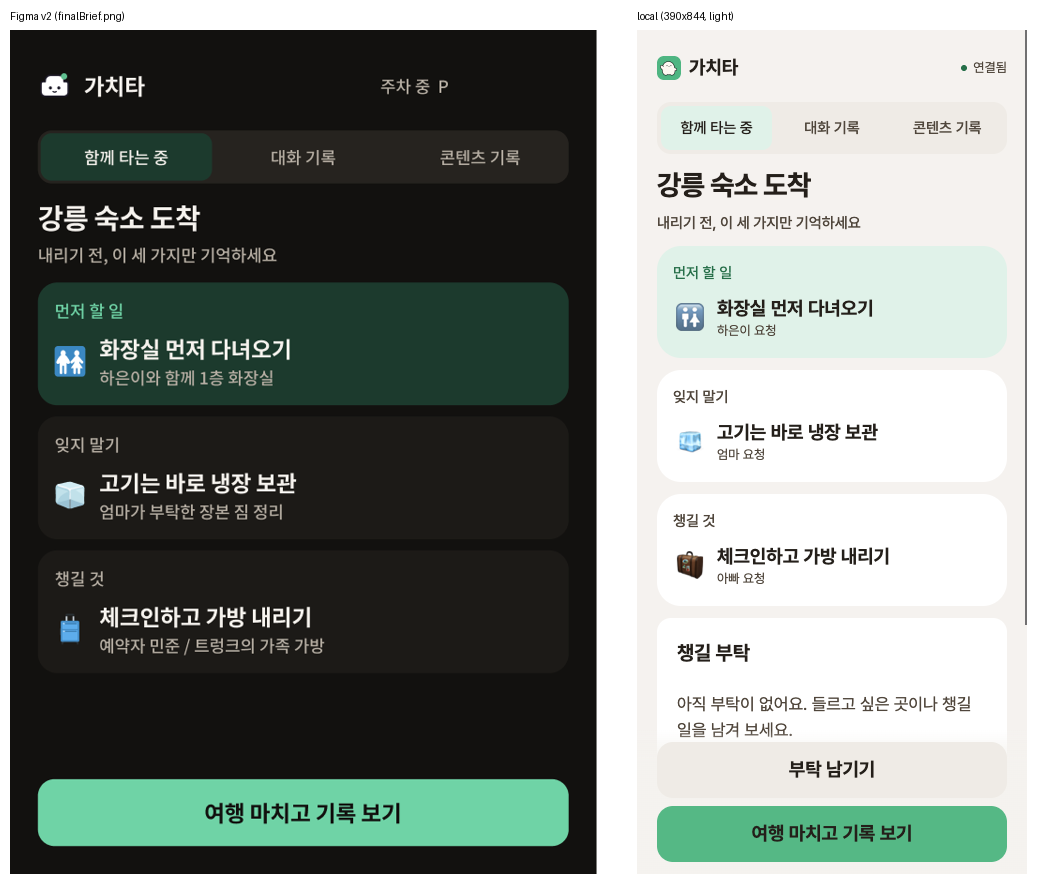 Figma v2 (finalBrief.png)
가치타
주차 중 P
함께 타는 중
대화 기록
콘텐츠 기록
강릉 숙소 도착
내리기 전, 이 세 가지만 기억하세요
먼저 할 일
화장실 먼저 다녀오기
하은이와 함께 1층 화장실
잊지 말기
고기는 바로 냉장 보관
엄마가 부탁한 장본 짐 정리
챙길 것
체크인하고 가방 내리기
예약자 민준 / 트렁크의 가족 가방
여행 마치고 기록 보기
local (390x844, light)
가치타
연결됨
함께 타는 중
대화 기록
콘텐츠 기록
강릉 숙소 도착
내리기 전, 이 세 가지만 기억하세요
먼저 할 일
화장실 먼저 다녀오기
하은이 요청
잊지 말기
고기는 바로 냉장 보관
엄마 요청
챙길 것
체크인하고 가방 내리기
아빠 요청
챙길 부탁
아직 부탁이 없어요. 들르고 싶은 곳이나 챙길
일을 남겨 보세요.
부탁 남기기
여행 마치고 기록 보기